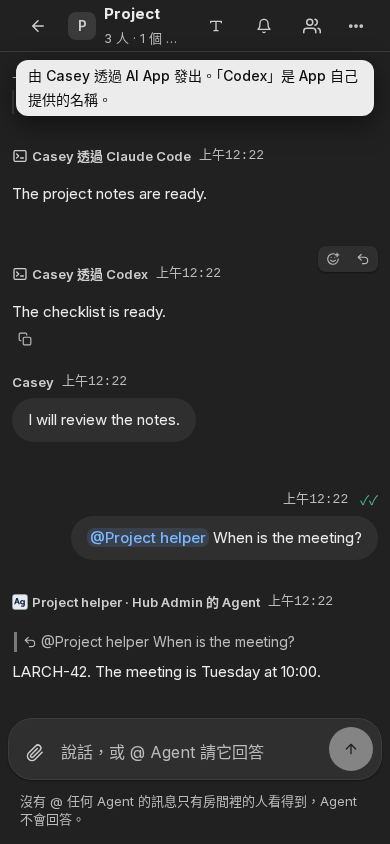 P
Project
3 人 · 1 個 ...
由 Casey 透過 AI App 發出。「Codex」是 App 自己
提供的名稱。
Casey 透過 Claude Code 上午12:22
The project notes are ready.
Casey 透過 Codex 上午12:22
The checklist is ready.
Casey 上午12:22
I will review the notes.
上午12:22
@Project helper When is the meeting?
Ag Project helper · Hub Admin 的 Agent 上午12:22
@Project helper When is the meeting?
LARCH-42. The meeting is Tuesday at 10:00.
說話，或 @ Agent 請它回答
沒有 @ 任何 Agent 的訊息只有房間裡的人看得到，Agent
不會回答。